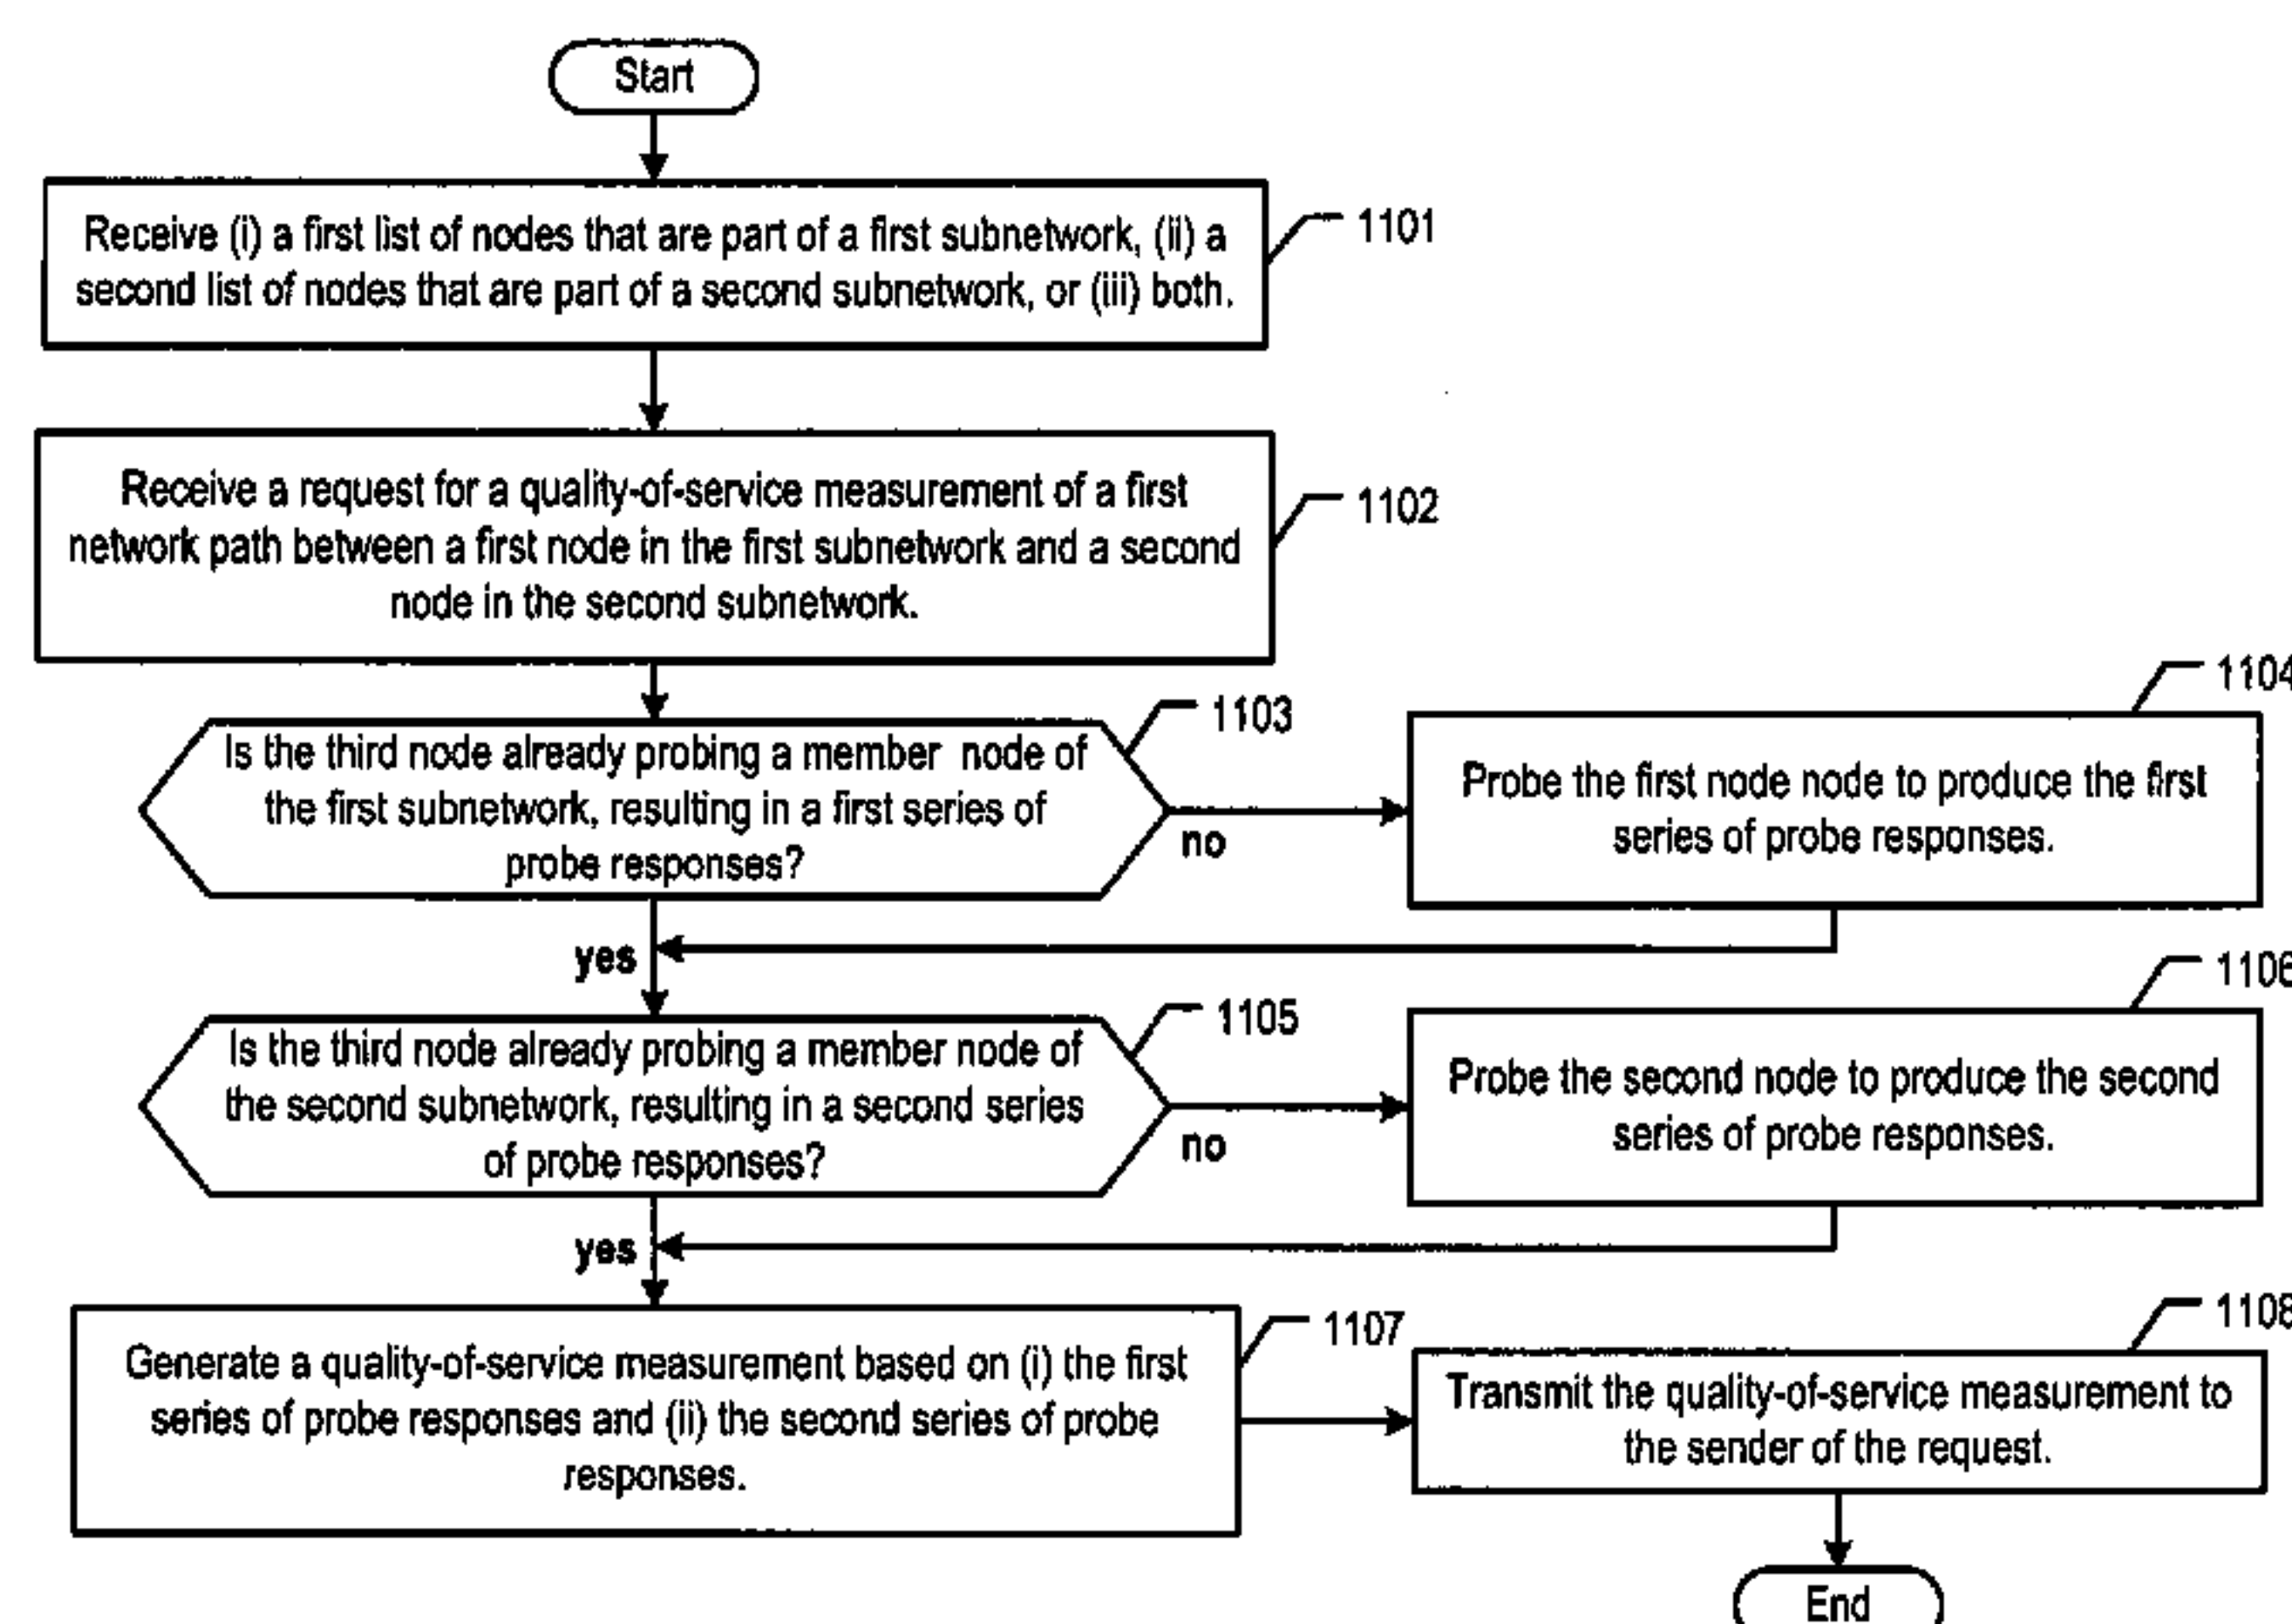 Start
Receive (i) a first list of nodes that are part of a first subnetwork, (ii) a
second list of nodes that are part of a second subnetwork, or (iii) both.
1101
Receive a request for a quality-of-service measurement of a first
network path between a first node in the first subnetwork and a second
node in the second subnetwork.
1102
Is the third node already probing a member node of
the first subnetwork, resulting in a first series of
probe responses?
1103
no
yes
Probe the first node node to produce the first
series of probe responses.
1104
Is the third node already probing a member node of
the second subnetwork, resulting in a second series
of probe responses?
1105
no
yes
Probe the second node to produce the second
series of probe responses.
1106
Generate a quality-of-service measurement based on (i) the first
series of probe responses and (ii) the second series of probe
responses.
1107
Transmit the quality-of-service measurement to
the sender of the request.
1108
End